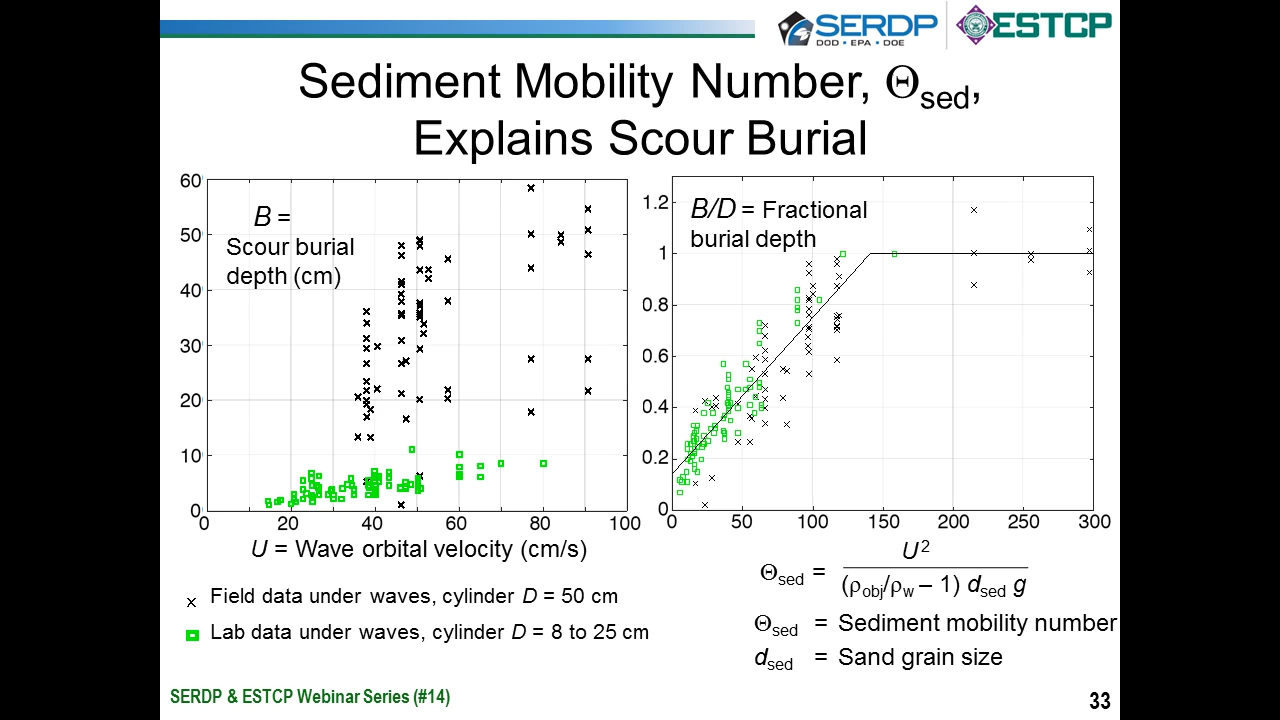 SERDP
DOD • EPA • DOE
ESTCP
Sediment Mobility Number, Θsed,
Explains Scour Burial
60
50
40
30
20
10
0
B =
Scour burial
depth (cm)
0 20 40 60 80 100
U = Wave orbital velocity (cm/s)
1.2
1
0.8
0.6
0.4
0.2
0
B/D = Fractional
burial depth
0 50 100 150 200 250 300
Field data under waves, cylinder D = 50 cm
Lab data under waves, cylinder D = 8 to 25 cm
Θsed = U² / (ρobj/ρw – 1) dsed g
Θsed = Sediment mobility number
dsed = Sand grain size
SERDP & ESTCP Webinar Series (#14)
33